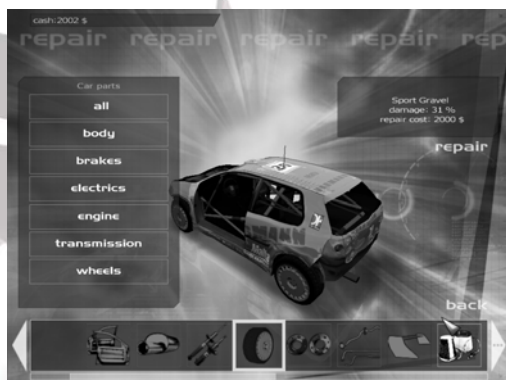 cash:2002 $
repair repair repair repair rep
Car parts
all
body
brakes
electrics
engine
transmission
wheels
Sport Gravel
damage: 31 %
repair cost: 2000 $
repair
back